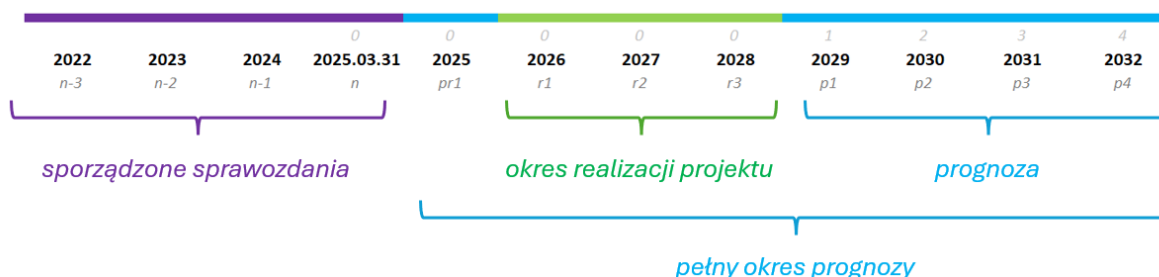 0 0 0 0 0 1 2 3 4
2022 2023 2024 2025.03.31 2025 2026 2027 2028 2029 2030 2031 2032
n-3 n-2 n-1 n pr1 r1 r2 r3 p1 p2 p3 p4
sporządzone sprawozdania okres realizacji projektu prognoza
pełny okres prognozy